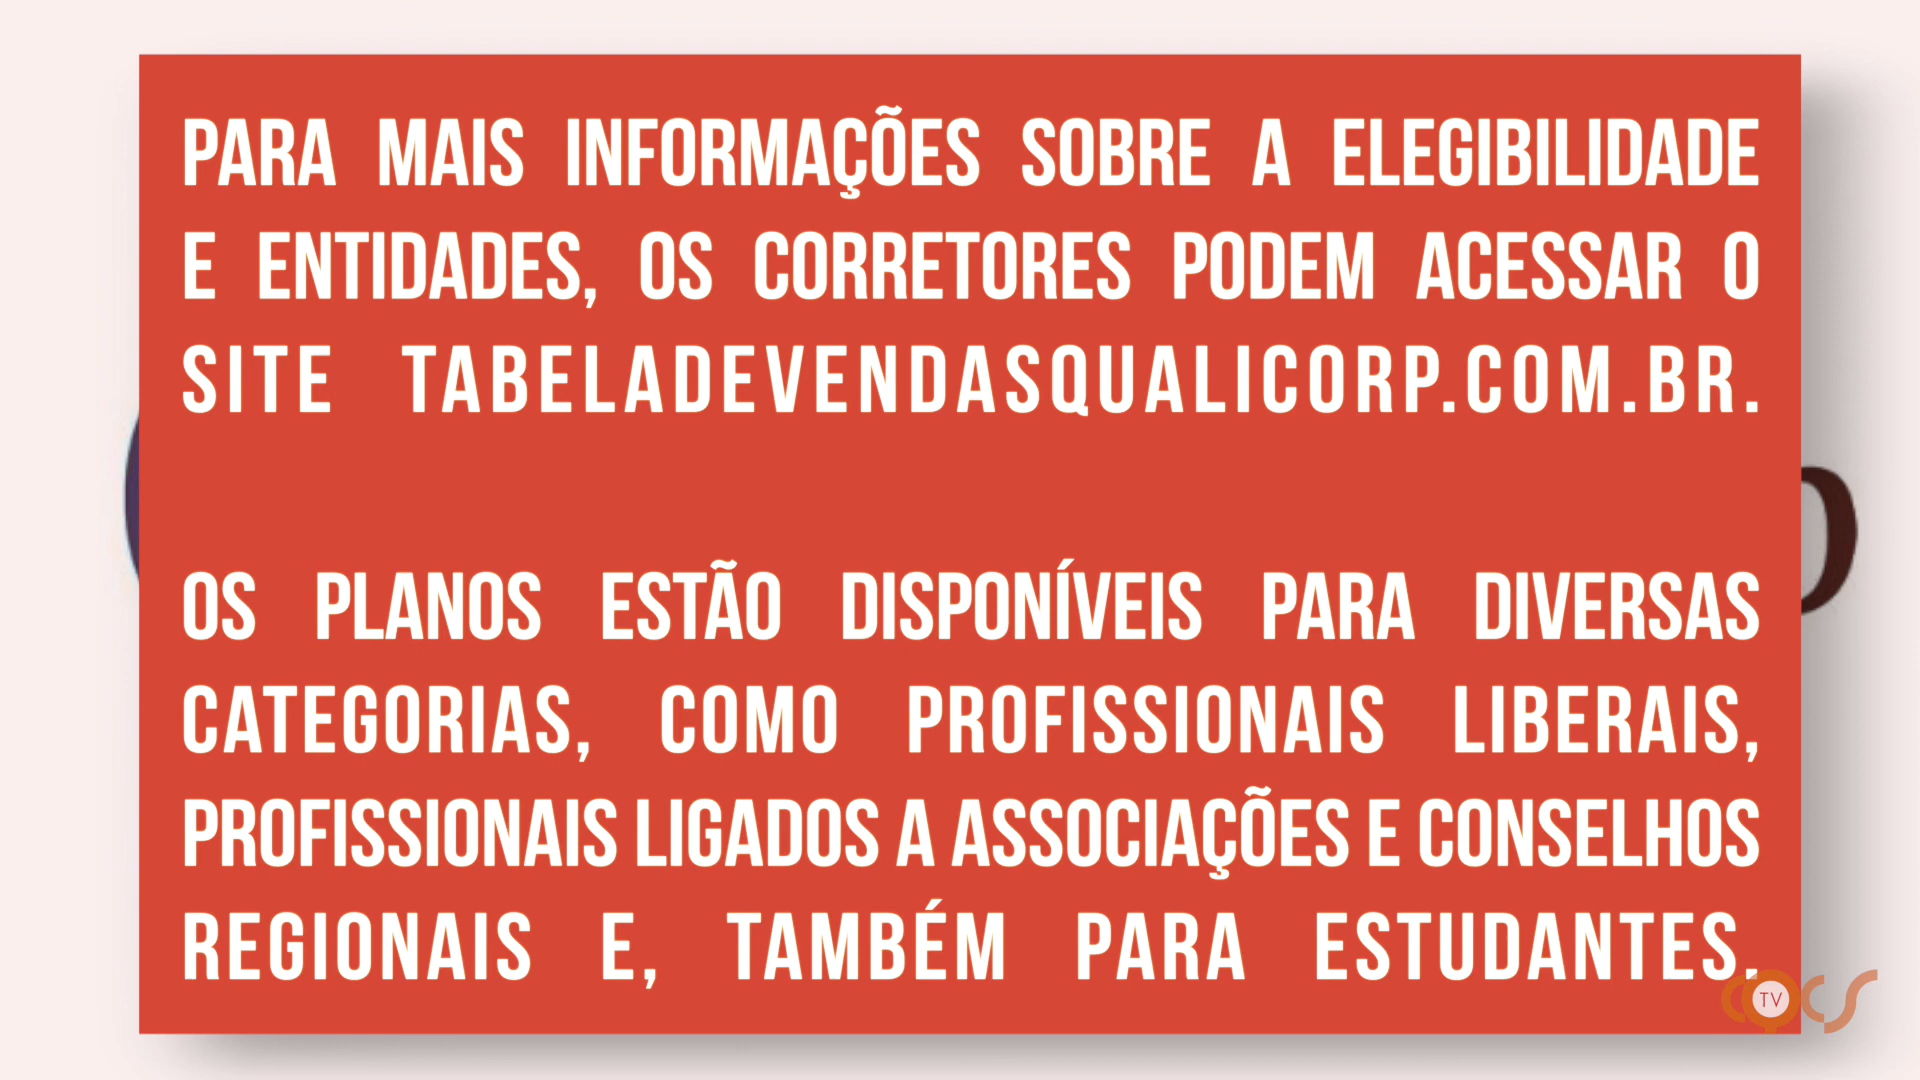 PARA MAIS INFORMAÇÕES SOBRE A ELEGIBILIDADE
E ENTIDADES, OS CORRETORES PODEM ACESSAR O
SITE TABELADEVENDASQUALICORP.COM.BR.
OS PLANOS ESTÃO DISPONÍVEIS PARA DIVERSAS
CATEGORIAS, COMO PROFISSIONAIS LIBERAIS,
PROFISSIONAIS LIGADOS A ASSOCIAÇÕES E CONSELHOS
REGIONAIS E, TAMBÉM PARA ESTUDANTES.
CQCS
TV